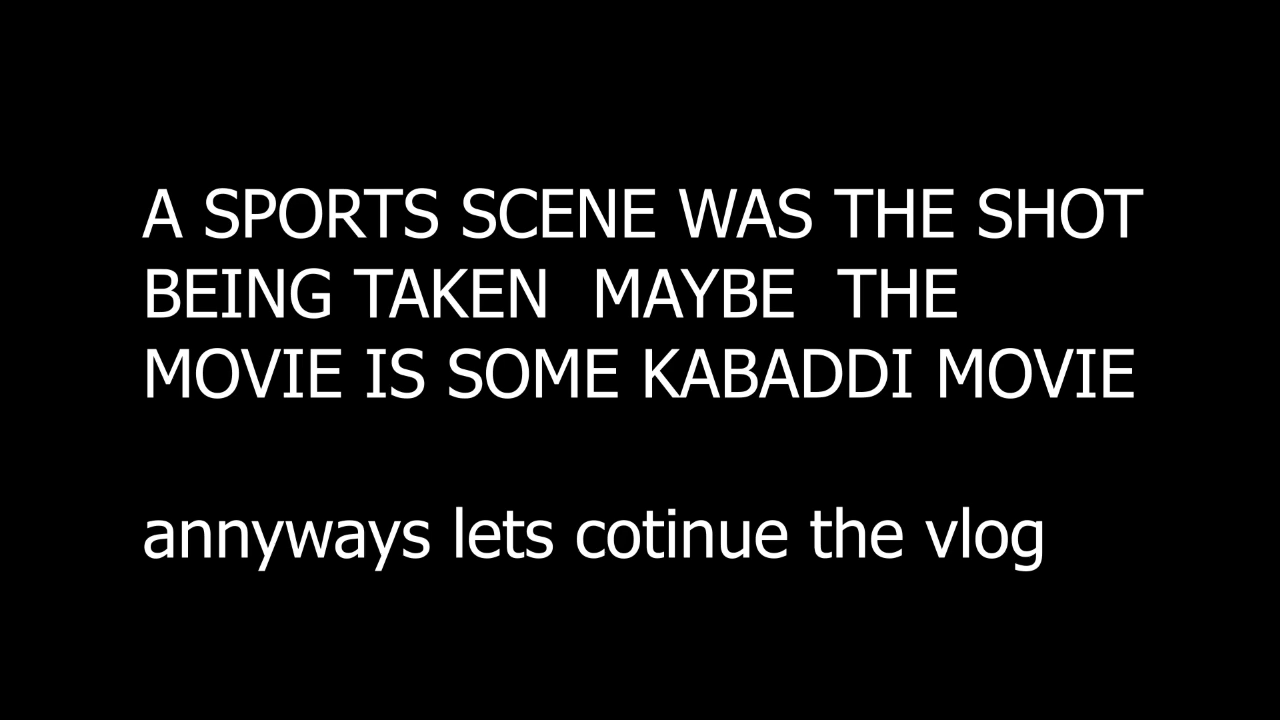 A SPORTS SCENE WAS THE SHOT
BEING TAKEN  MAYBE  THE
MOVIE IS SOME KABADDI MOVIE
annyways lets cotinue the vlog